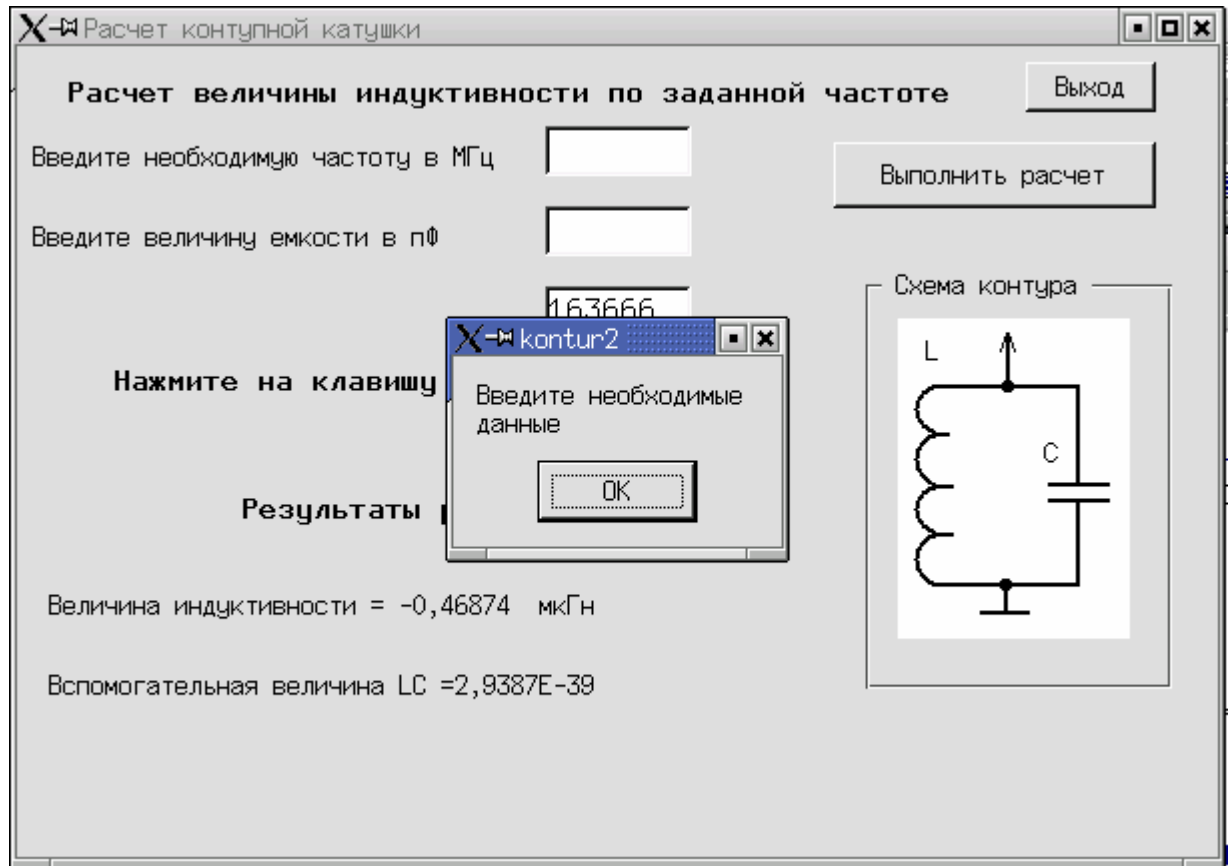 Расчет контупной катушки
Расчет величины индуктивности по заданной частоте
Выход
Введите необходимую частоту в МГц
Выполнить расчет
Введите величину емкости в пФ
163666
Схема контура
kontur2
L
Нажмите на клавишу
Введите необходимые
данные
C
OK
Результаты
Величина индуктивности = -0,46874 мкГн
Вспомогательная величина LC =2,9387E-39